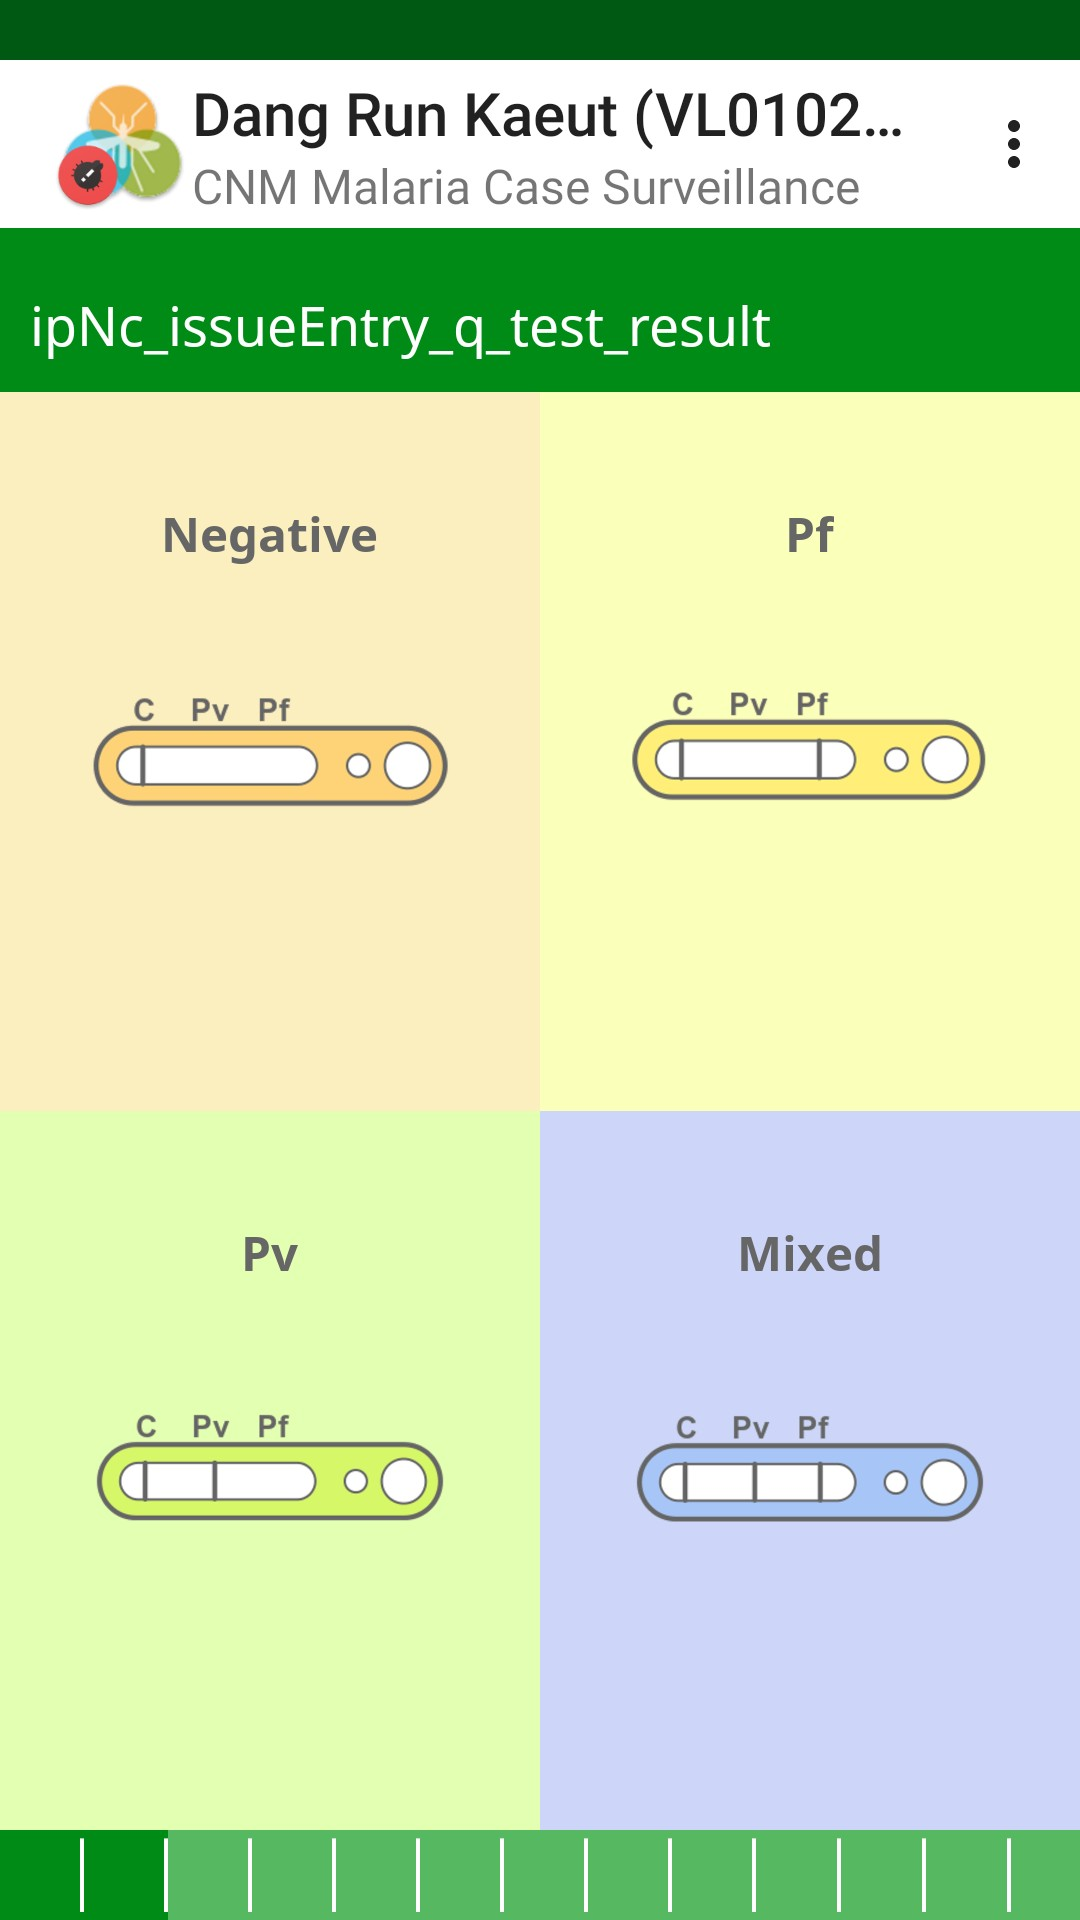 Dang Run Kaeut (VL0102…
CNM Malaria Case Surveillance
ipNc_issueEntry_q_test_result
Negative
C Pv Pf
Pf
C Pv Pf
Pv
C Pv Pf
Mixed
C Pv Pf